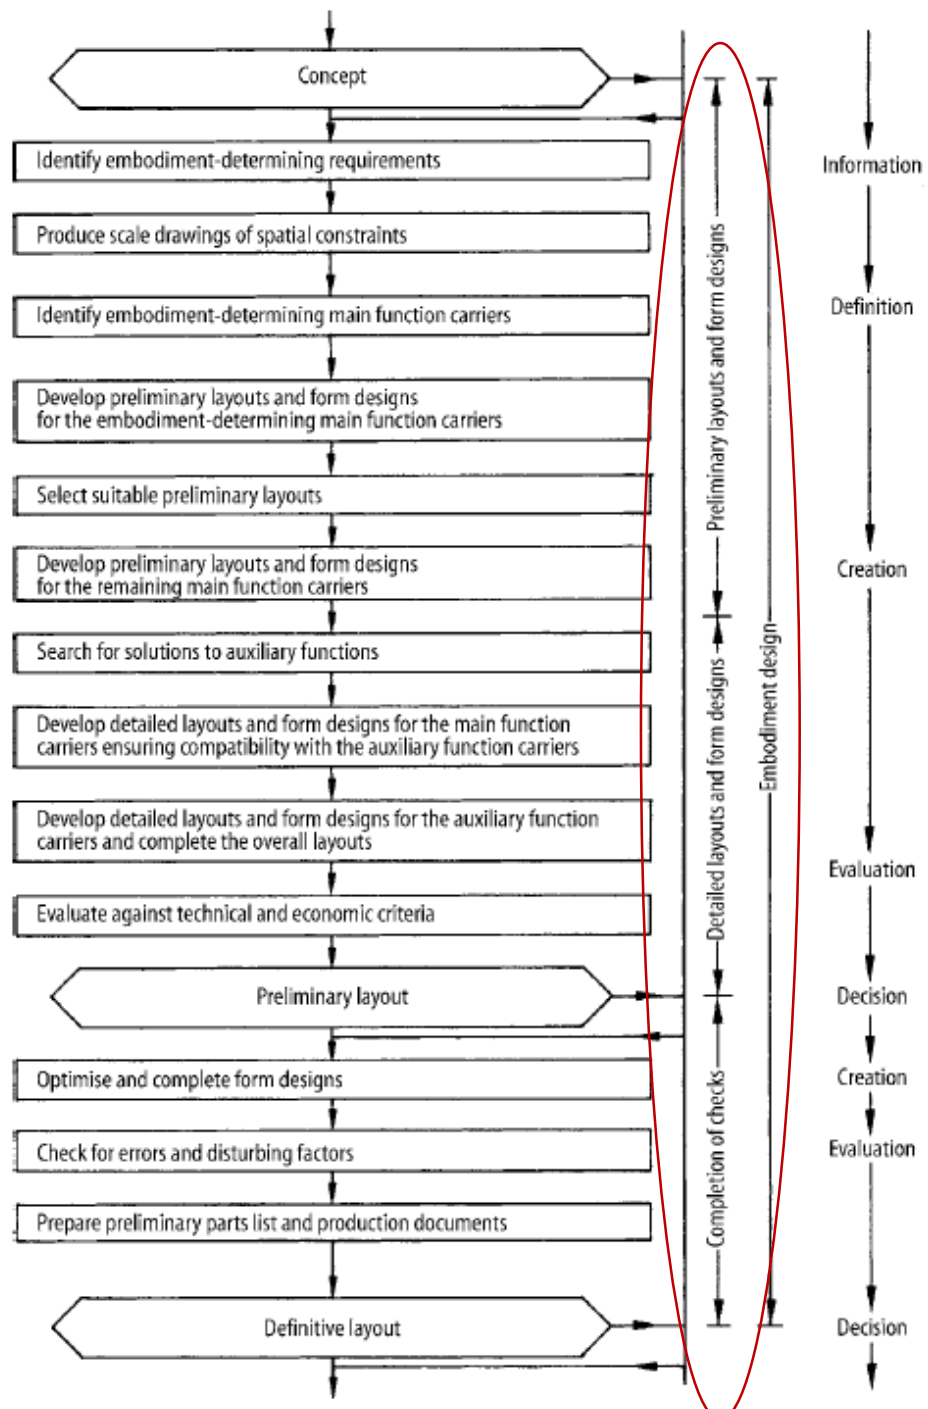 Concept
Identify embodiment-determining requirements
Produce scale drawings of spatial constraints
Identify embodiment-determining main function carriers
Develop preliminary layouts and form designs
for the embodiment-determining main function carriers
Select suitable preliminary layouts
Develop preliminary layouts and form designs
for the remaining main function carriers
Search for solutions to auxiliary functions
Develop detailed layouts and form designs for the main function
carriers ensuring compatibility with the auxiliary function carriers
Develop detailed layouts and form designs for the auxiliary function
carriers and complete the overall layouts
Evaluate against technical and economic criteria
Preliminary layout
Optimise and complete form designs
Check for errors and disturbing factors
Prepare preliminary parts list and production documents
Definitive layout
Preliminary layouts and form designs
Detailed layouts and form designs
Completion of checks
Embodiment design
Information
Definition
Creation
Evaluation
Decision
Creation
Evaluation
Decision